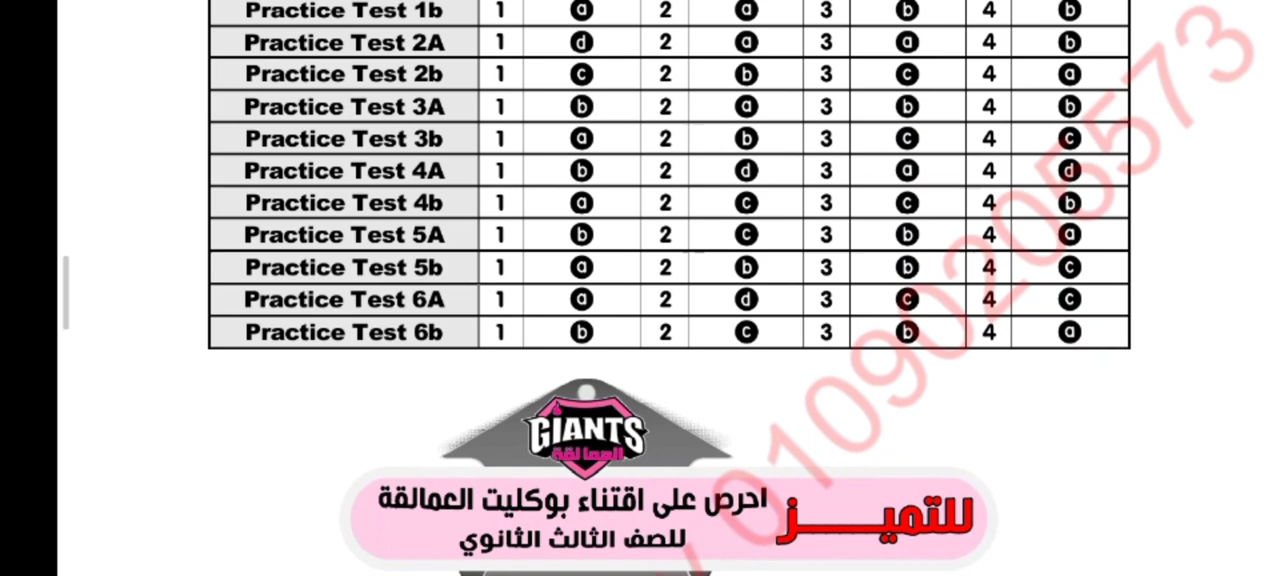 Practice Test 1b 1 a 2 a 3 b 4 b
Practice Test 2A 1 d 2 a 3 a 4 b
Practice Test 2b 1 c 2 b 3 c 4 a
Practice Test 3A 1 b 2 a 3 b 4 b
Practice Test 3b 1 a 2 b 3 c 4 c
Practice Test 4A 1 b 2 d 3 a 4 d
Practice Test 4b 1 a 2 c 3 c 4 b
Practice Test 5A 1 b 2 c 3 b 4 a
Practice Test 5b 1 a 2 b 3 b 4 c
Practice Test 6A 1 a 2 d 3 c 4 c
Practice Test 6b 1 b 2 c 3 b 4 a
01090205573
GIANTS
العمالقة
للتميـــــز
احرص على اقتناء بوكليت العمالقة
للصف الثالث الثانوي